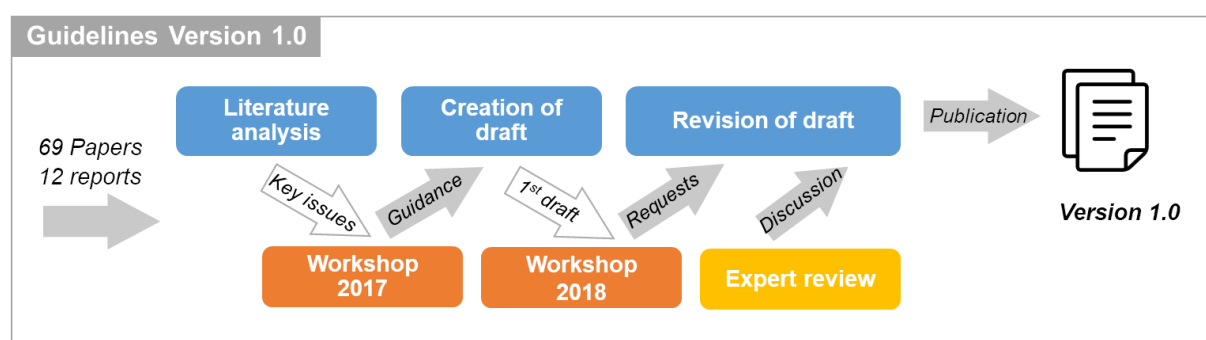 Guidelines Version 1.0
69 Papers
12 reports
Literature
analysis
Key issues
Workshop
2017
Guidance
Creation of
draft
1st draft
Workshop
2018
Requests
Revision of draft
Expert review
Discussion
Publication
Version 1.0